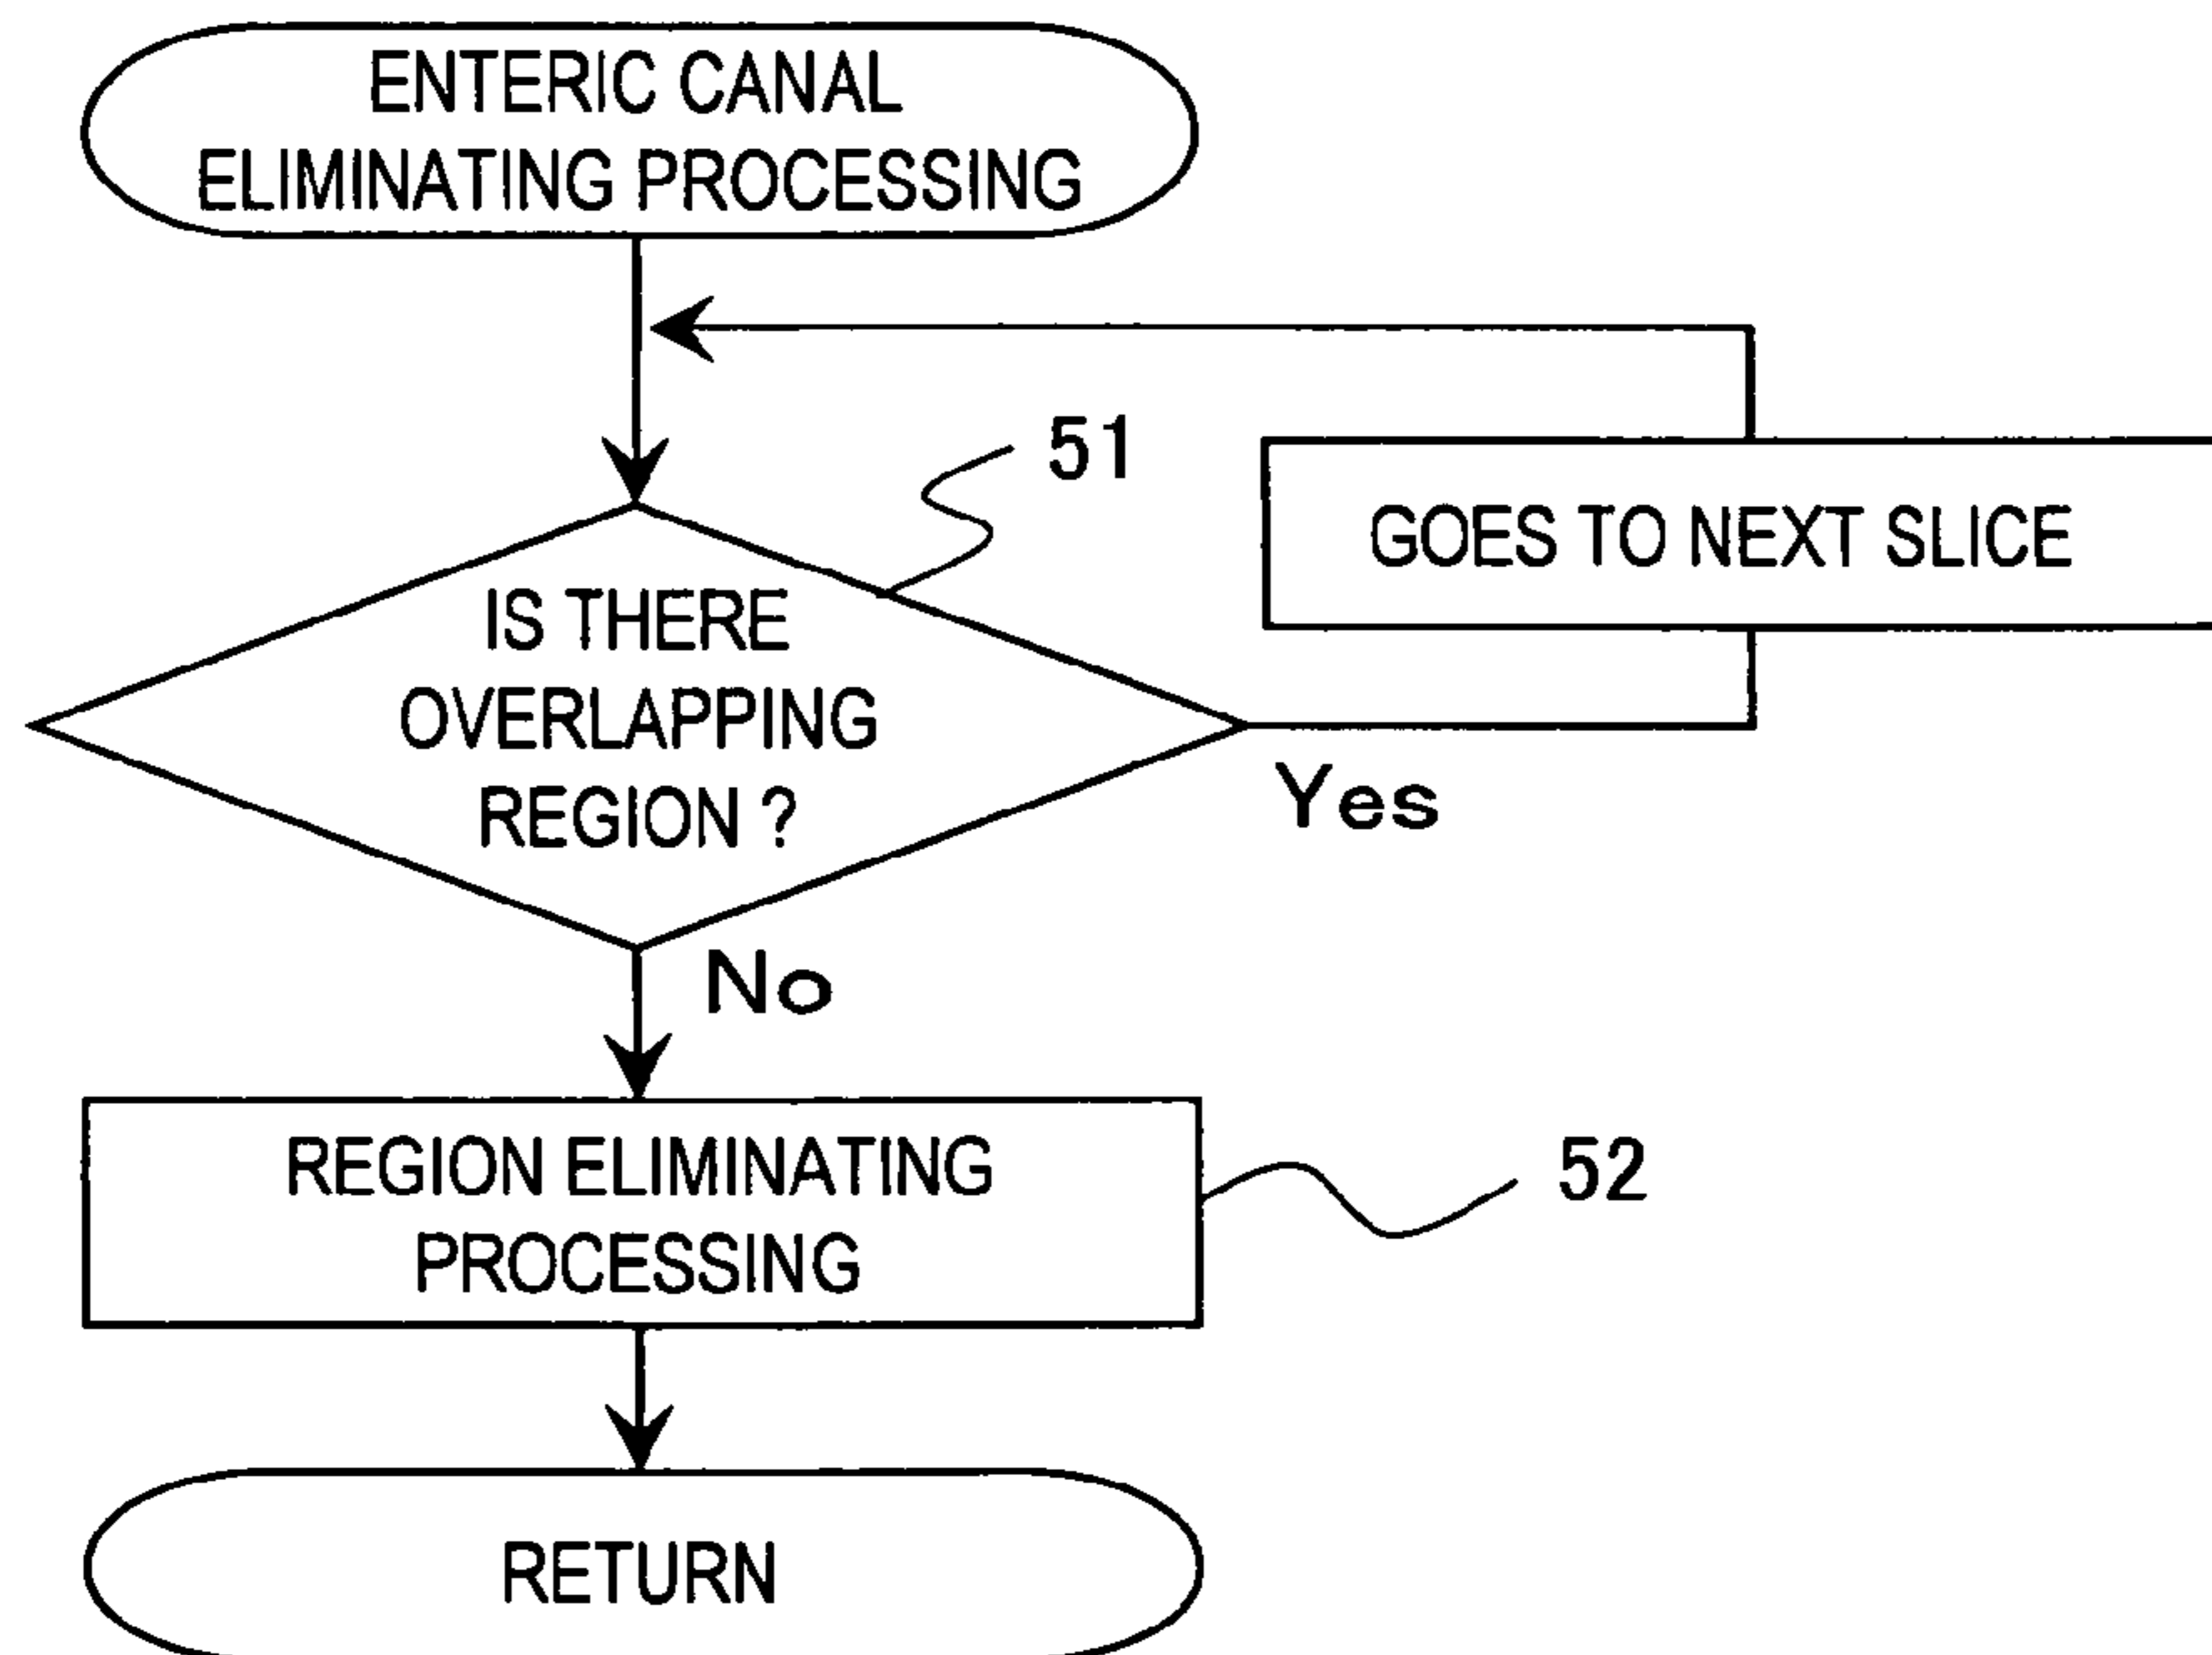 ENTERIC CANAL
ELIMINATING PROCESSING
51
GOES TO NEXT SLICE
IS THERE
OVERLAPPING
REGION ?
Yes
No
REGION ELIMINATING
PROCESSING
52
RETURN